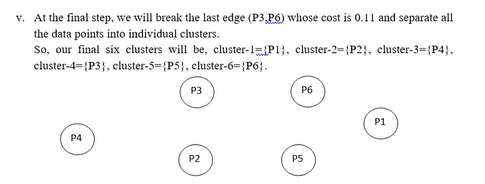 v. At the final step, we will break the last edge (P3,P6) whose cost is 0.11 and separate all
the data points into individual clusters.
So, our final six clusters will be, cluster-1={P1}, cluster-2={P2}, cluster-3={P4},
cluster-4={P3}, cluster-5={P5}, cluster-6={P6}.
P3
P6
P1
P4
P2
P5